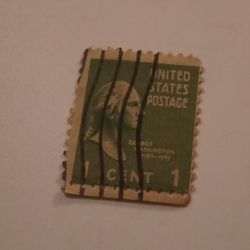 UNITED
STATES
POSTAGE
GEORGE
WASHINGTON
1 CENT 1